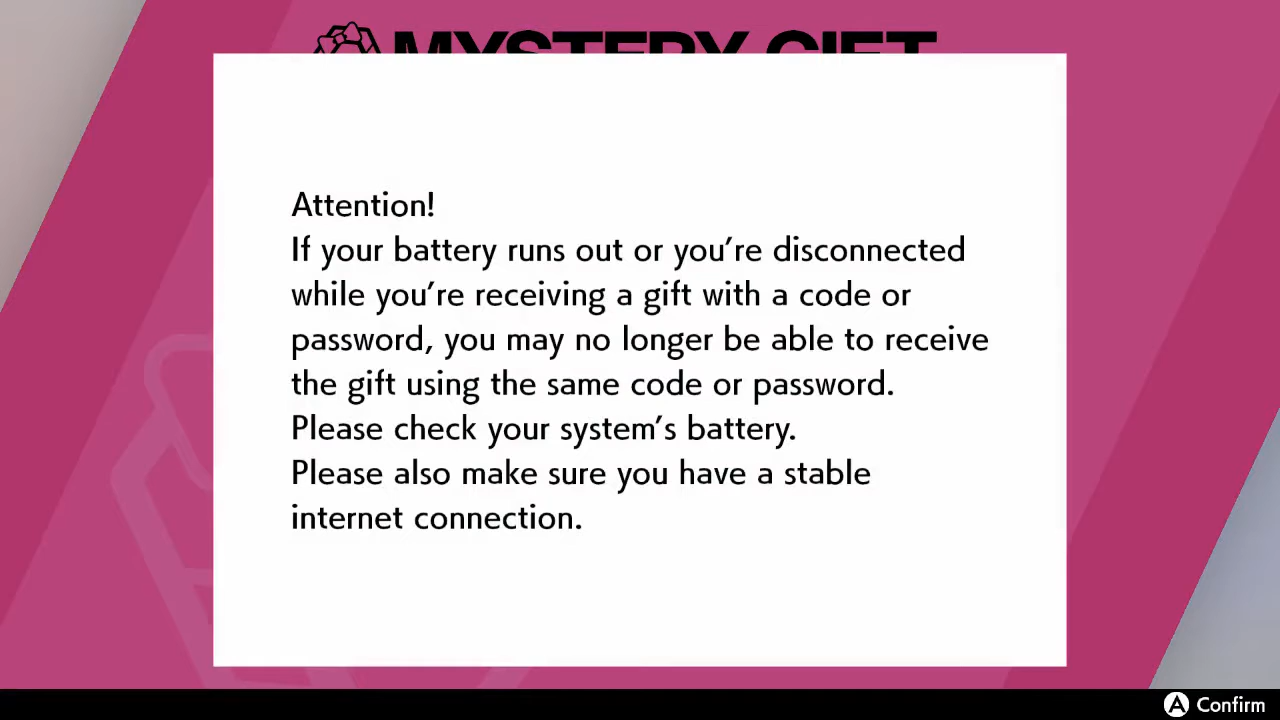 MYSTERY GIFT
Attention!
If your battery runs out or you’re disconnected
while you’re receiving a gift with a code or
password, you may no longer be able to receive
the gift using the same code or password.
Please check your system’s battery.
Please also make sure you have a stable
internet connection.
A Confirm